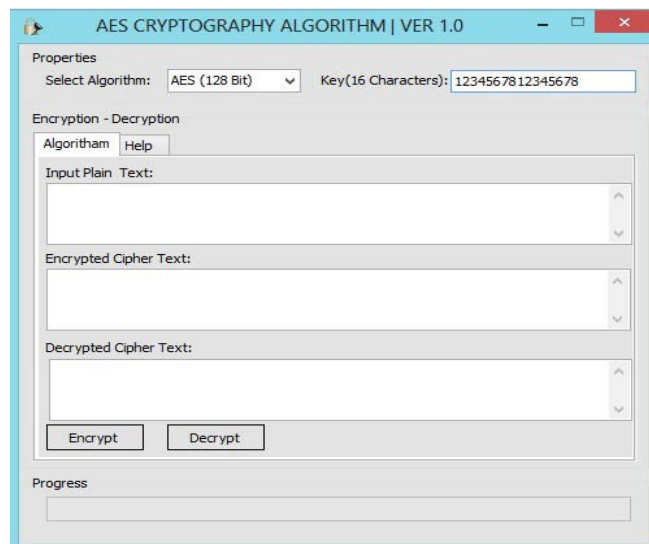 AES CRYPTOGRAPHY ALGORITHM | VER 1.0
Properties
Select Algorithm: AES (128 Bit) Key(16 Characters): 1234567812345678
Encryption - Decryption
Algoritham Help
Input Plain Text:
Encrypted Cipher Text:
Decrypted Cipher Text:
Encrypt Decrypt
Progress